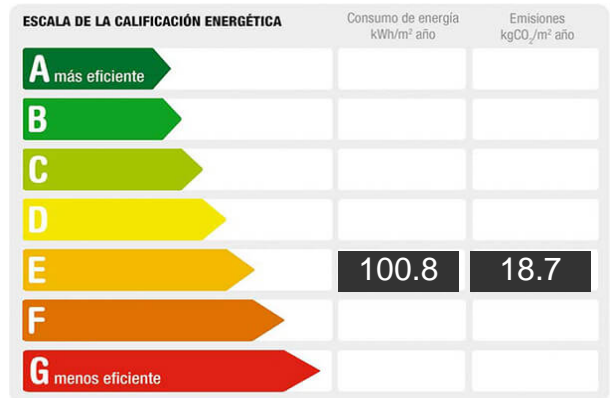 ESCALA DE LA CALIFICACIÓN ENERGÉTICA
Consumo de energía
kWh/m² año
Emisiones
kgCO₂/m² año
A más eficiente
B
C
D
E 100.8 18.7
F
G menos eficiente